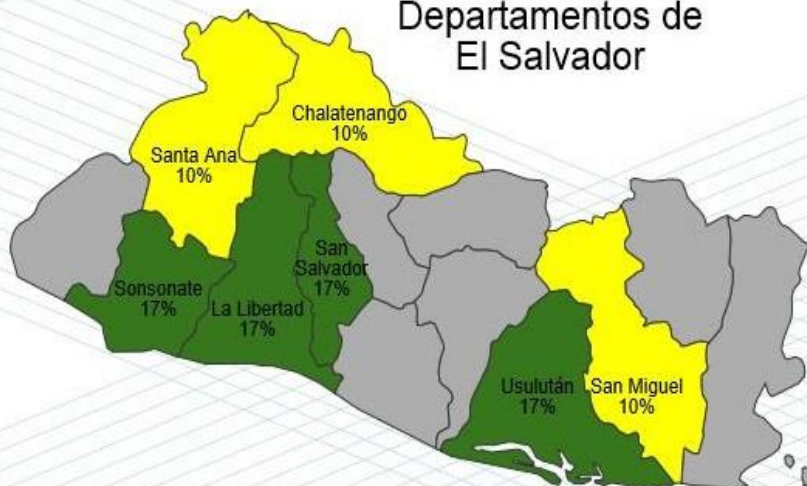 Departamentos de
El Salvador
Chalatenango
10%
Santa Ana
10%
San
Salvador
17%
Sonsonate
17%
La Libertad
17%
Usulután
17%
San Miguel
10%